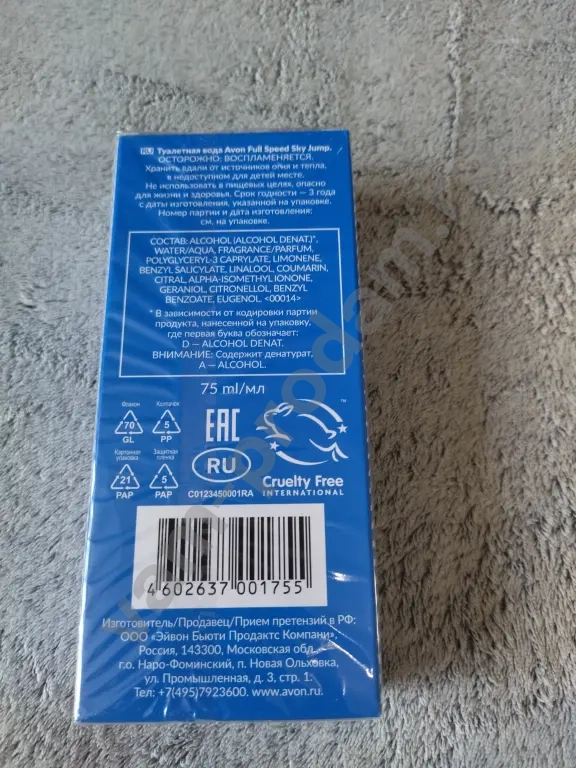 RU Туалетная вода Avon Full Speed Sky Jump.
ОСТОРОЖНО: ВОСПЛАМЕНЯЕТСЯ.
Хранить вдали от источников огня и тепла,
в недоступном для детей месте.
Не использовать в пищевых целях, опасно
для жизни и здоровья. Срок годности — 3 года
с даты изготовления, указанной на упаковке.
Номер партии и дата изготовления:
см. на упаковке.
СОСТАВ: ALCOHOL (ALCOHOL DENAT.)*,
WATER/AQUA, FRAGRANCE/PARFUM,
POLYGLYCERYL-3 CAPRYLATE, LIMONENE,
BENZYL SALICYLATE, LINALOOL, COUMARIN,
CITRAL, ALPHA-ISOMETHYL IONONE,
GERANIOL, CITRONELLOL, BENZYL
BENZOATE, EUGENOL. <00014>
* В зависимости от кодировки партии
продукта, нанесенной на упаковку,
где первая буква обозначает:
D — ALCOHOL DENAT.
ВНИМАНИЕ: Содержит денатурат,
A — ALCOHOL.
75 ml/мл
Флакон Колпачок
70 5
GL PP
Картонная упаковка Защитная пленка
21 5
PAP PAP
EAC
RU
C0123450001RA
TM
Cruelty Free
INTERNATIONAL
4 602637 001755
Изготовитель/Продавец/Прием претензий в РФ:
ООО «Эйвон Бьюти Продактс Компани»,
Россия, 143300, Московская обл.,
г.о. Наро-Фоминский, п. Новая Ольховка,
ул. Промышленная, д. 3, стр. 1.
Тел: +7(495)7923600. www.avon.ru.